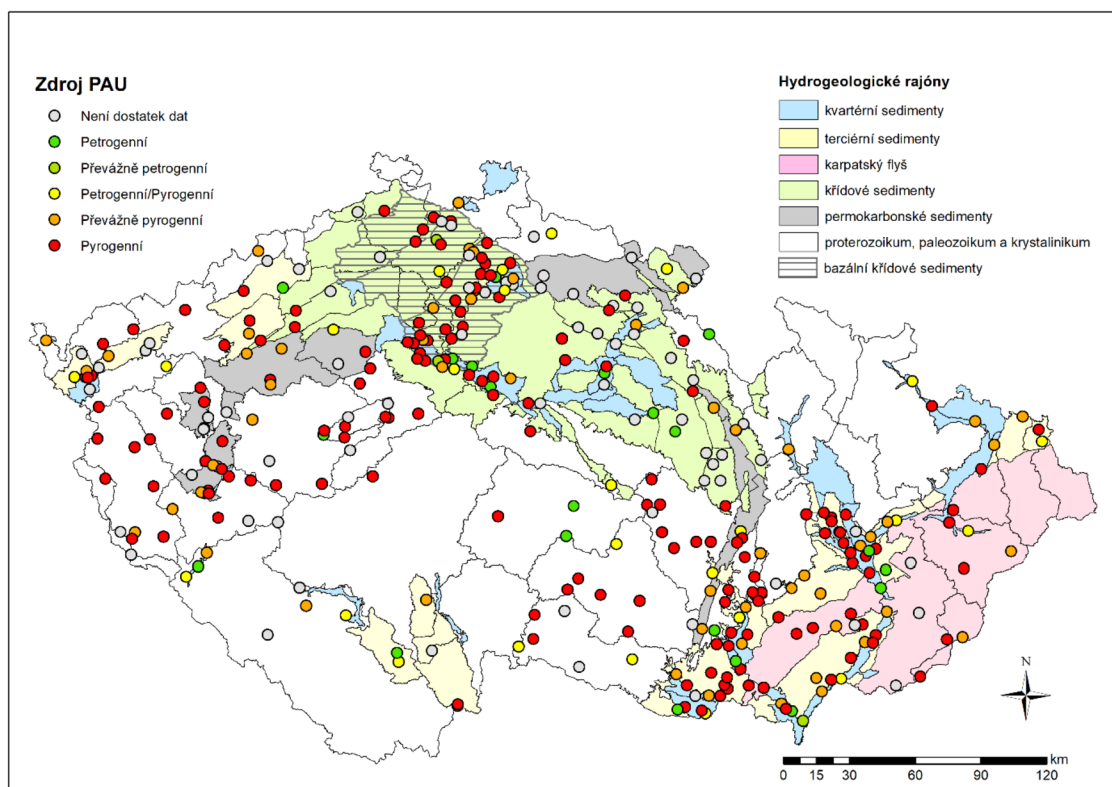 Zdroj PAU
Není dostatek dat
Petrogenní
Převážně petrogenní
Petrogenní/Pyrogenní
Převážně pyrogenní
Pyrogenní
Hydrogeologické rajóny
kvartérní sedimenty
terciérní sedimenty
karpatský flyš
křídové sedimenty
permokarbonské sedimenty
proterozoikum, paleozoikum a krystalinikum
bazální křídové sedimenty
N
km
0 15 30 60 90 120